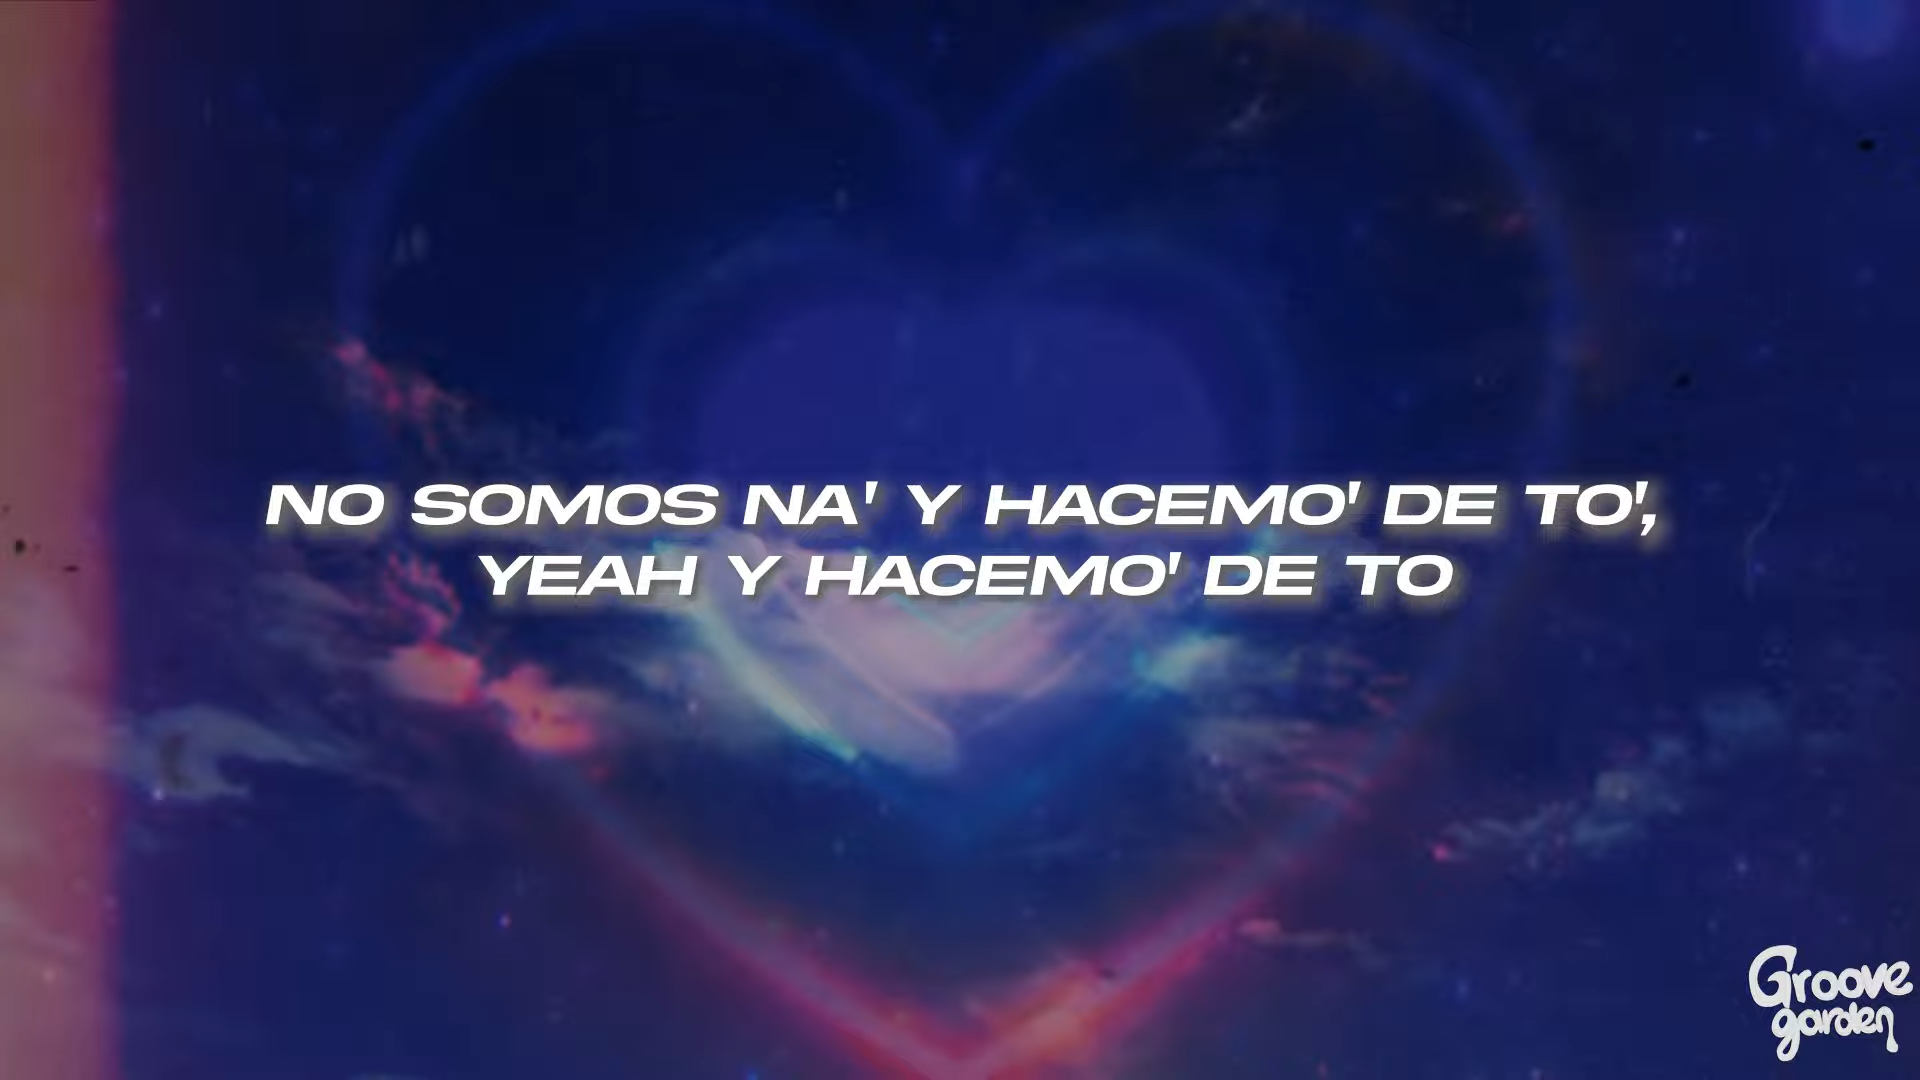 NO SOMOS NA' Y HACEMO' DE TO',
YEAH Y HACEMO' DE TO
Groove
garden